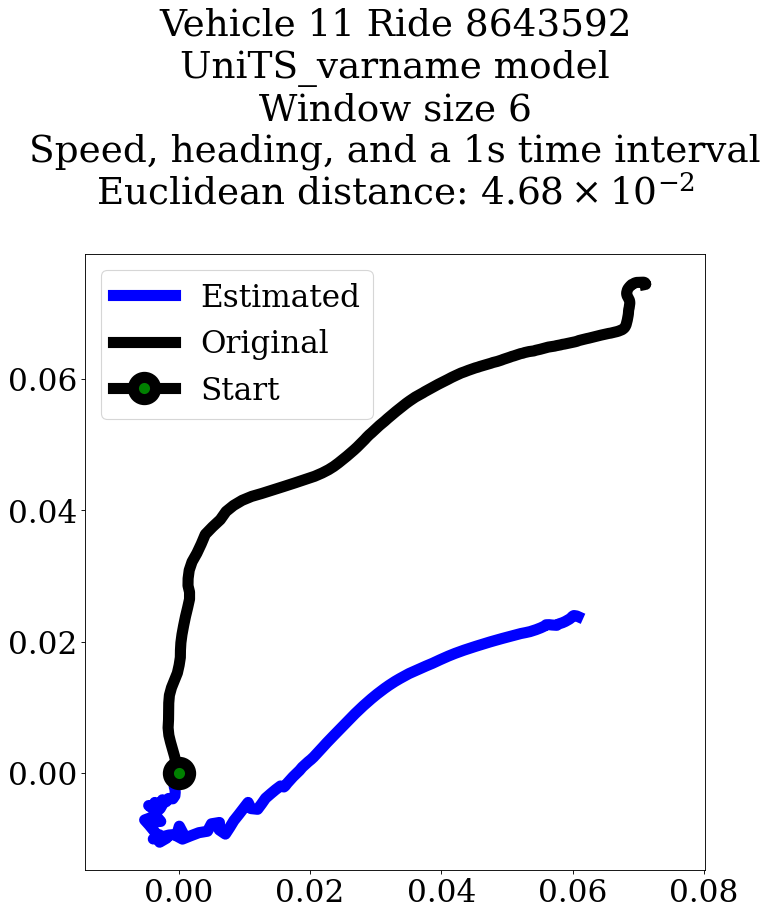 Vehicle 11 Ride 8643592
UniTS_varname model
Window size 6
Speed, heading, and a 1s time interval
Euclidean distance: 4.68 × 10⁻²
Estimated
Original
Start
0.06
0.04
0.02
0.00
0.00 0.02 0.04 0.06 0.08